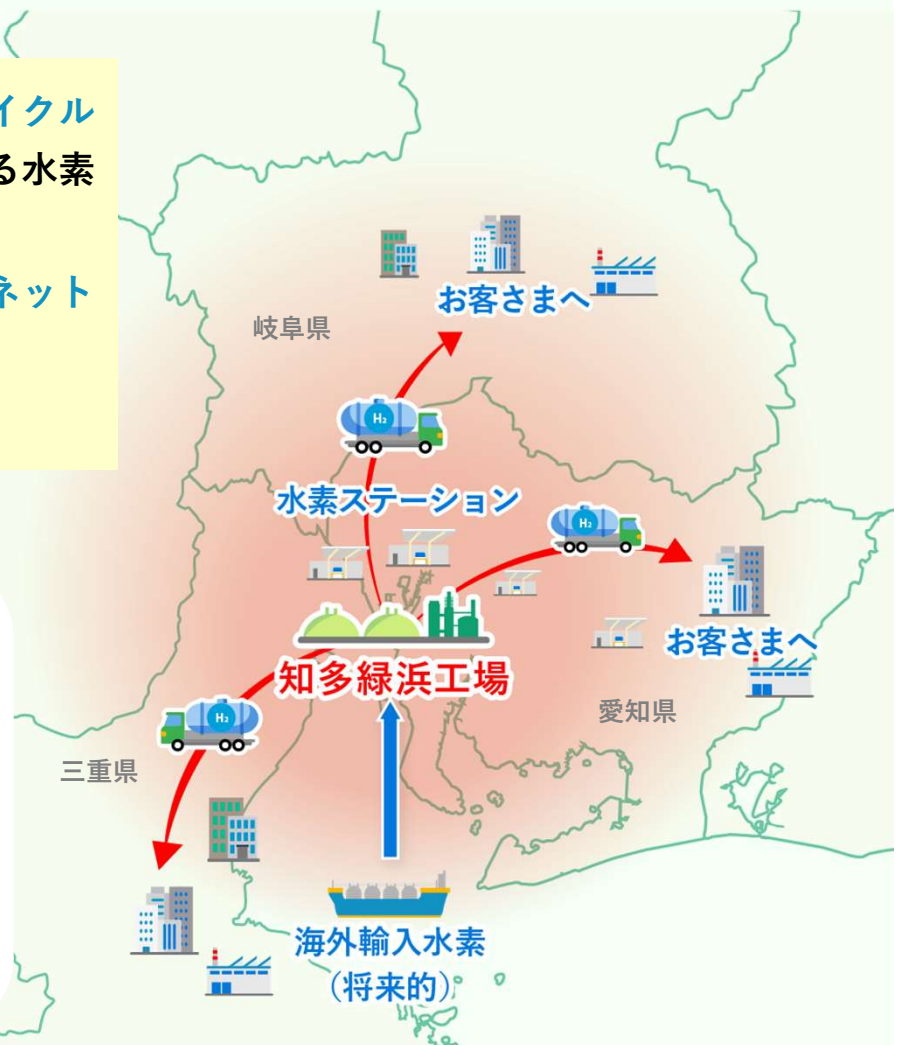 イクル
る水素
ネット
お客さまへ
岐阜県
H₂
水素ステーション
H₂
お客さまへ
知多緑浜工場
愛知県
H₂
三重県
海外輸入水素
（将来的）